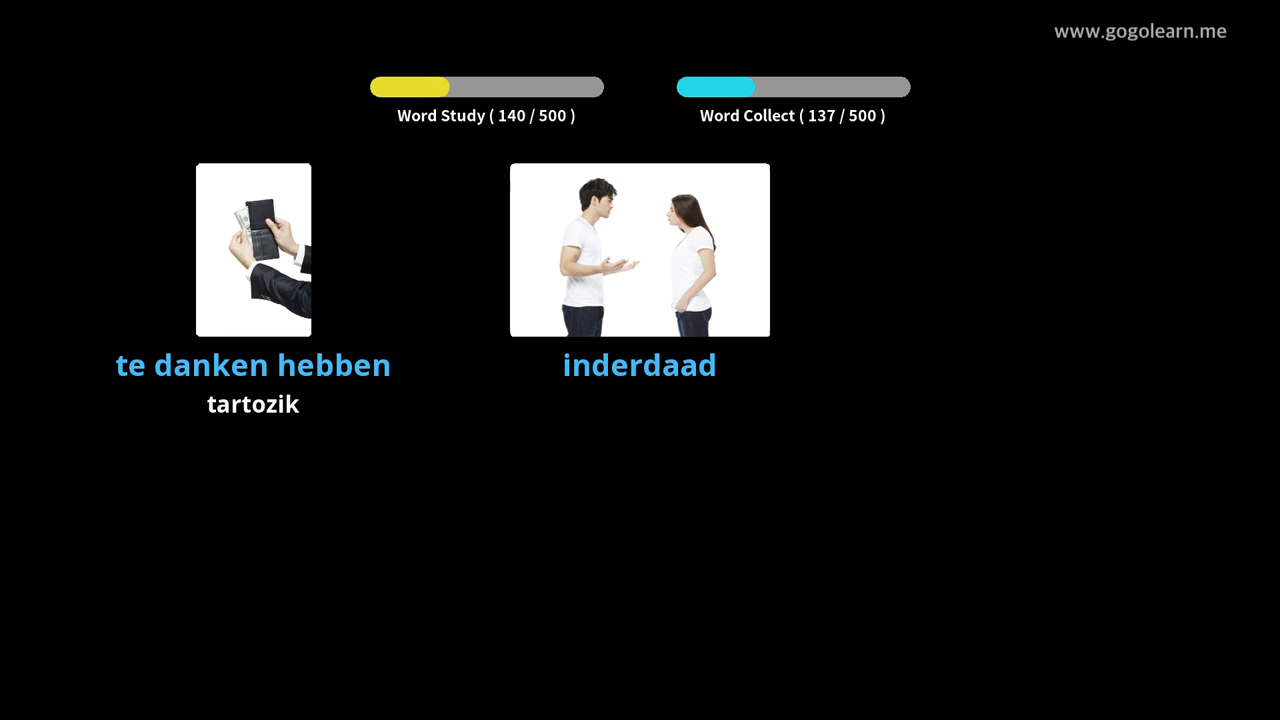 www.gogolearn.me
Word Study ( 140 / 500 )
Word Collect ( 137 / 500 )
te danken hebben
tartozik
inderdaad